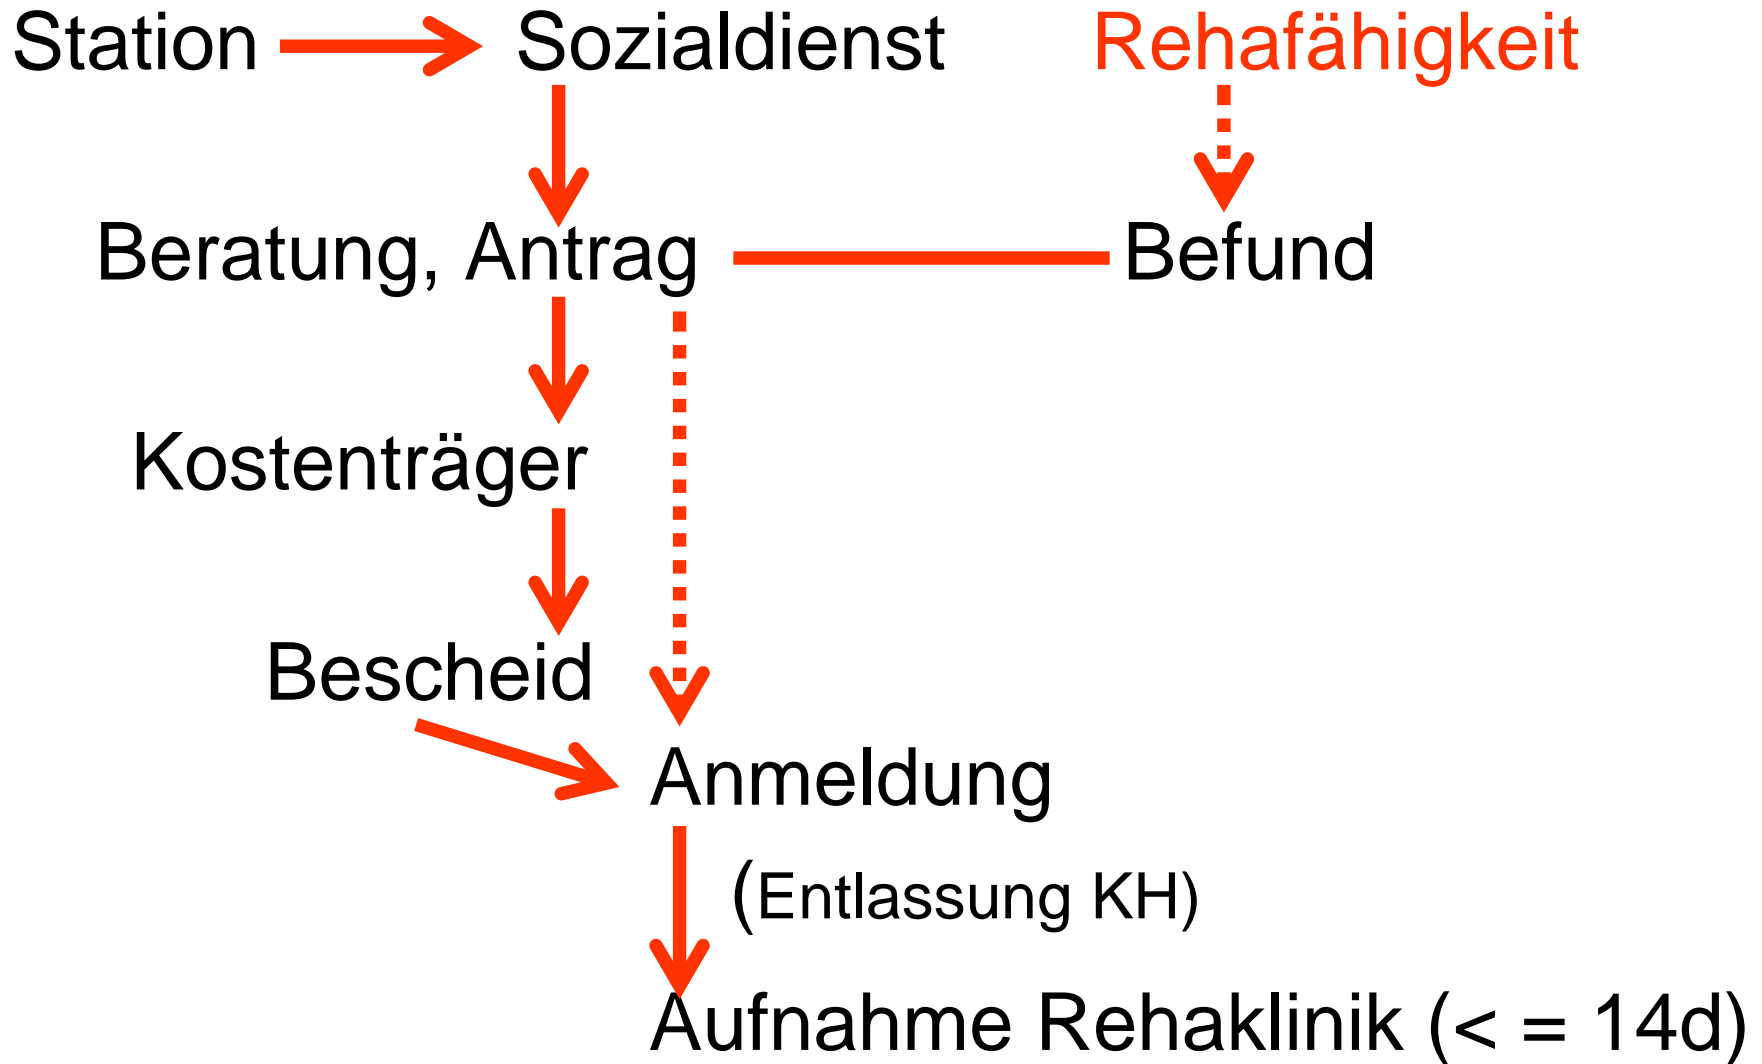 Station Sozialdienst Rehafähigkeit
Beratung, Antrag Befund
Kostenträger
Bescheid
Anmeldung
(Entlassung KH)
Aufnahme Rehaklinik (< = 14d)